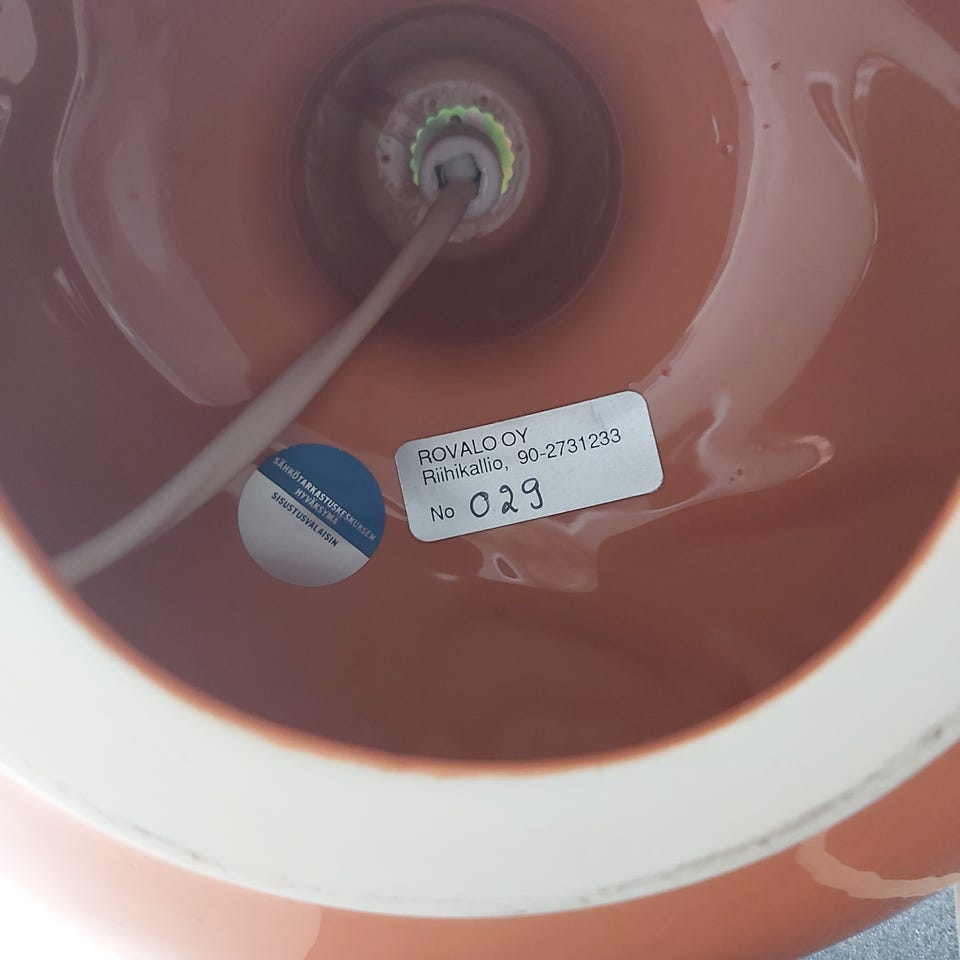 SÄHKÖTARKASTUSKESKUKSEN
HYVÄKSYMÄ
SISUSTUSVALAISIN
ROVALO OY
Riihikallio, 90-2731233
No 029